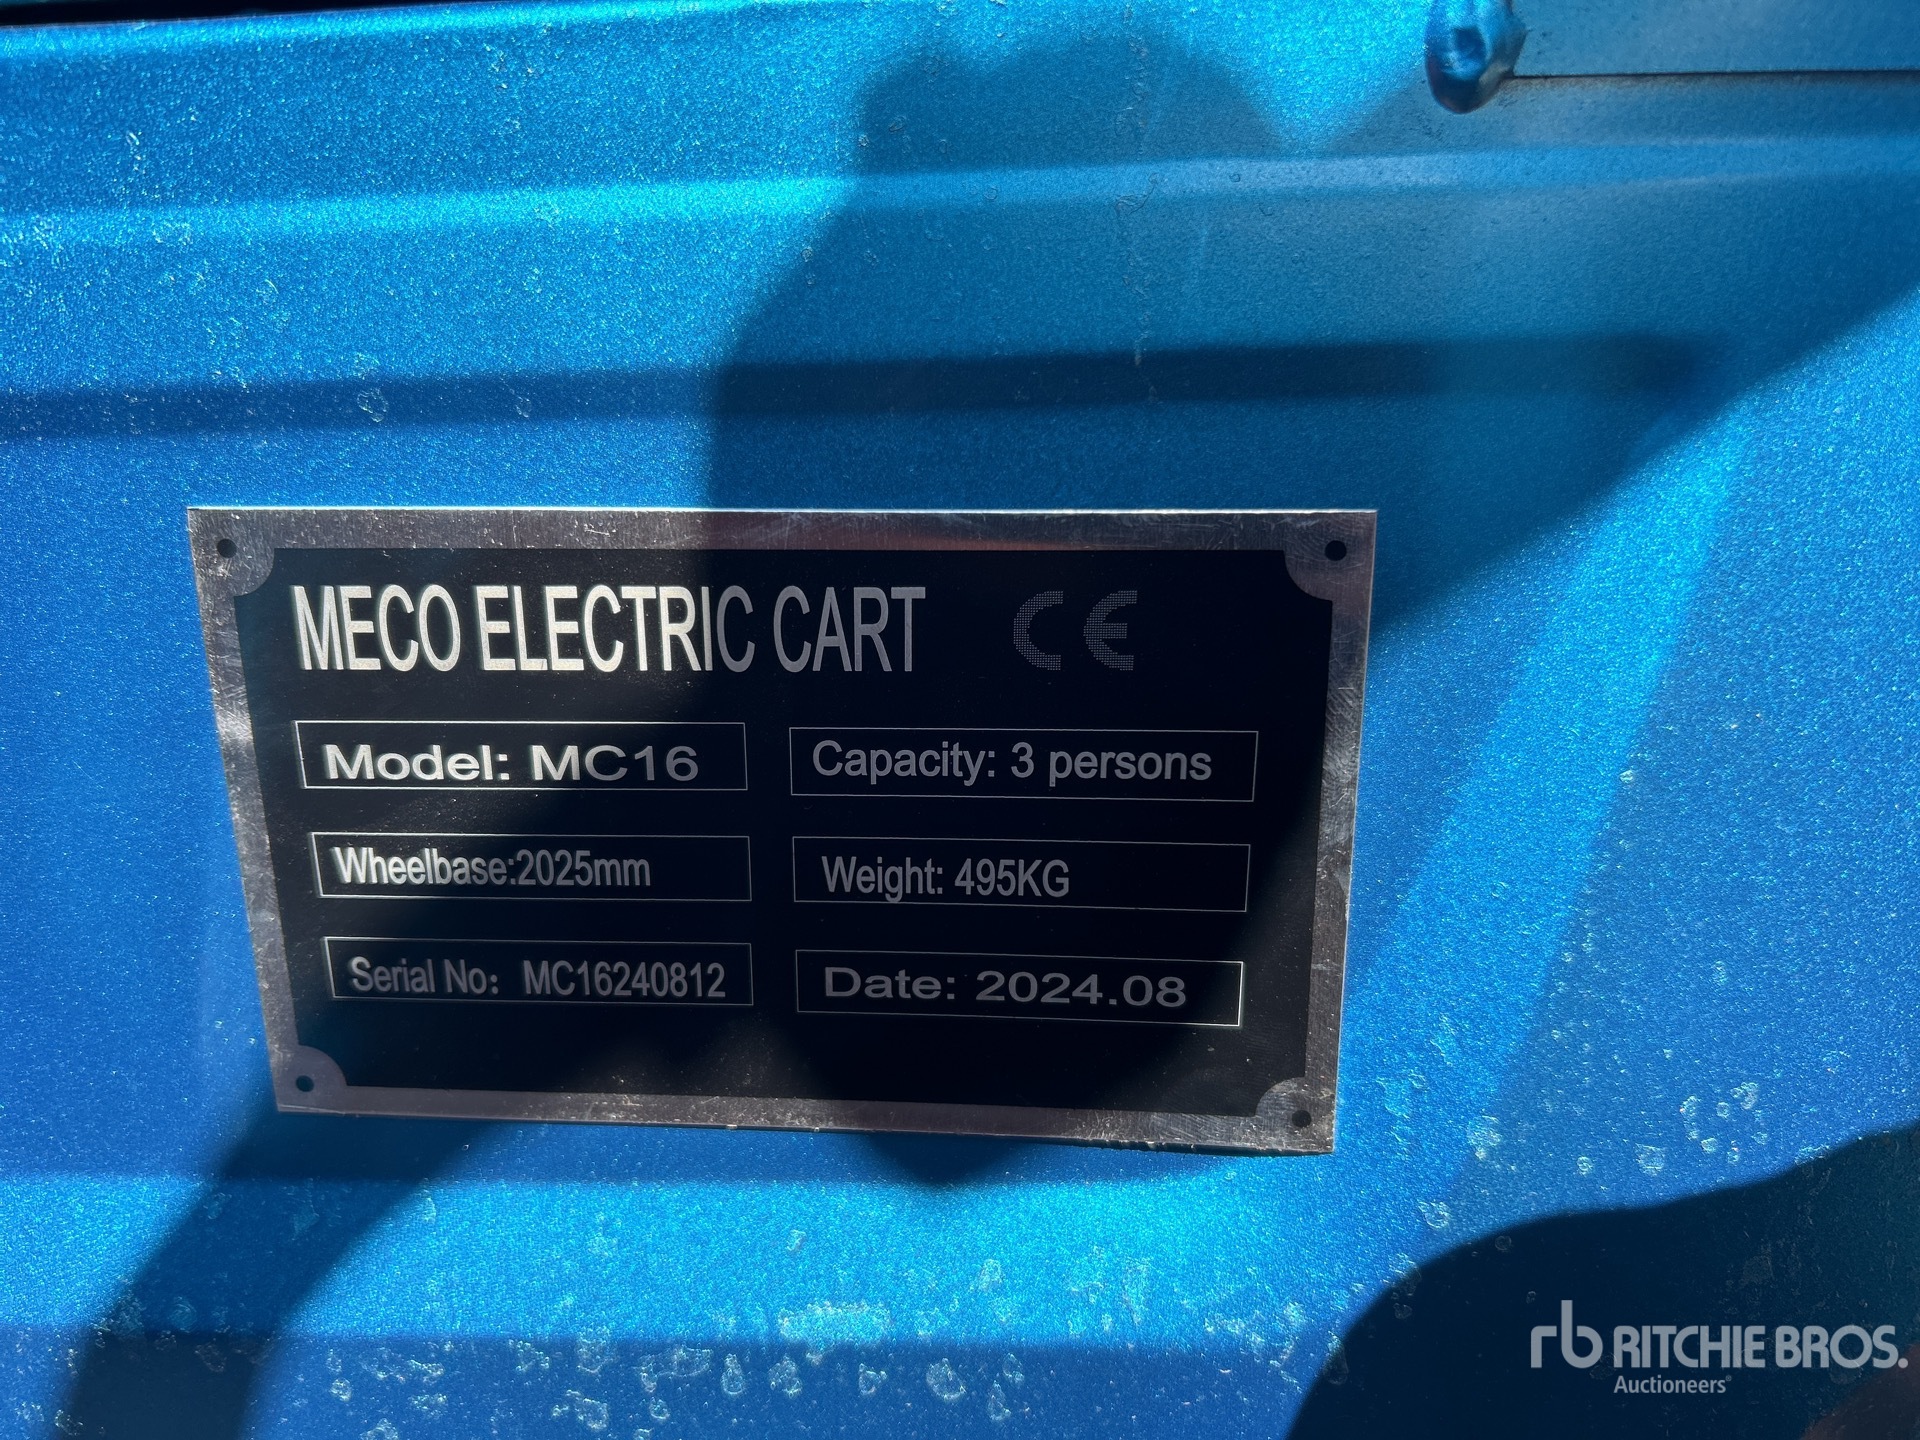 MECO ELECTRIC CART CE
Model: MC16
Capacity: 3 persons
Wheelbase:2025mm
Weight: 495KG
Serial No: MC16240812
Date: 2024.08
rb RITCHIE BROS.
Auctioneers®